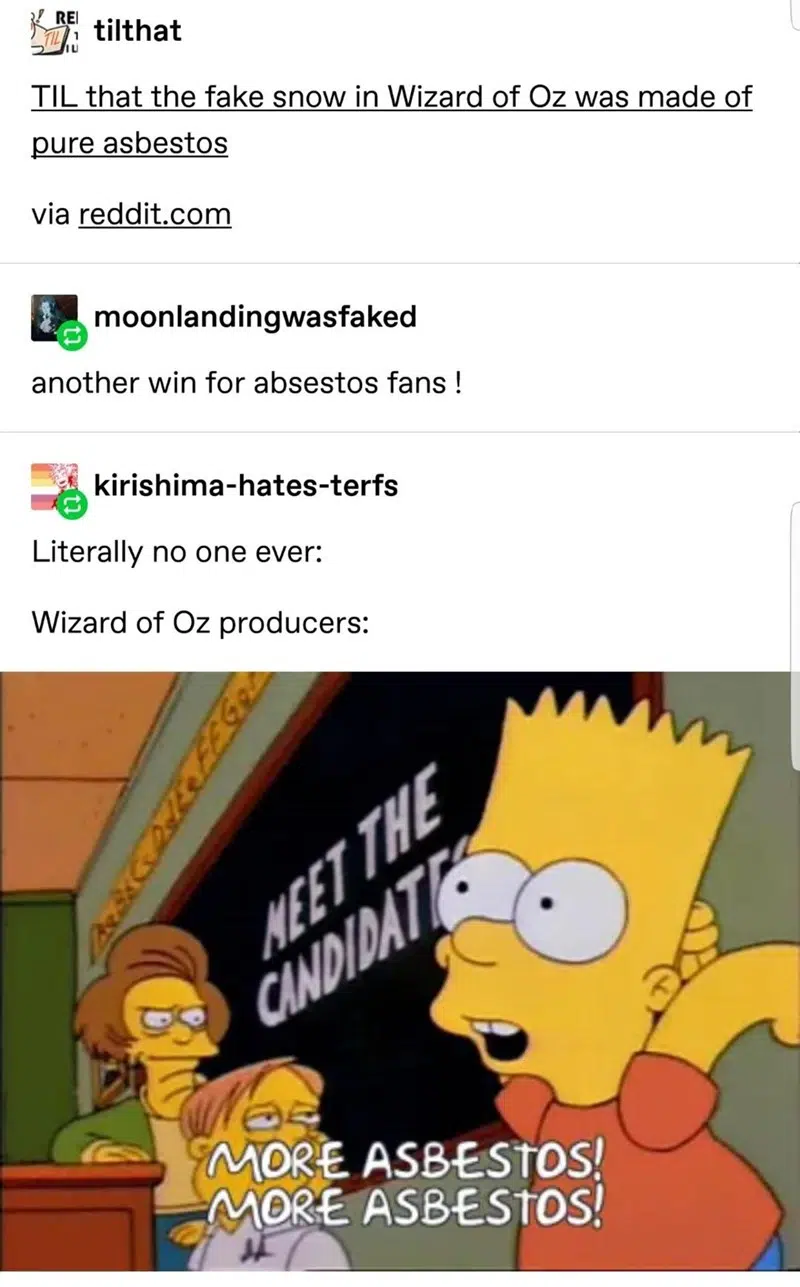 tilthat
TIL that the fake snow in Wizard of Oz was made of
pure asbestos
via reddit.com
moonlandingwasfaked
another win for absestos fans !
kirishima-hates-terfs
Literally no one ever:
Wizard of Oz producers:
MEET THE
MORE ASBESTOS!
MORE ASBESTOS!